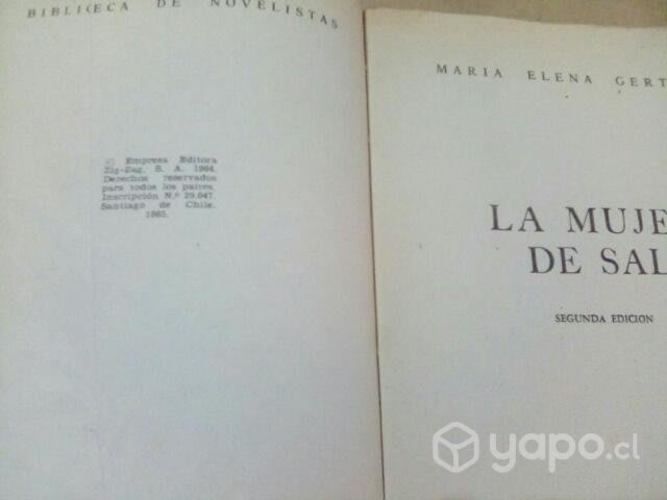 BIBLIOECA DE NOVELISTAS
© Empresa Editora
Zig-Zag, S. A. 1964.
Derechos reservados
para todos los países.
Inscripción N.º 29.047.
Santiago de Chile.
1965.
MARIA ELENA GERT
LA MUJE
DE SAL
SEGUNDA EDICION
yapo.cl